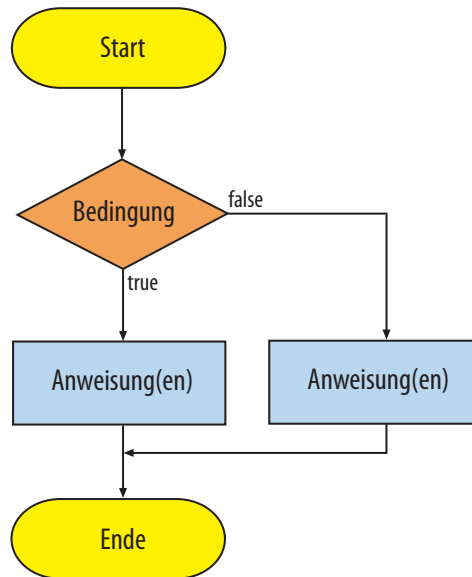 Start
Bedingung
false
true
Anweisung(en)
Anweisung(en)
Ende